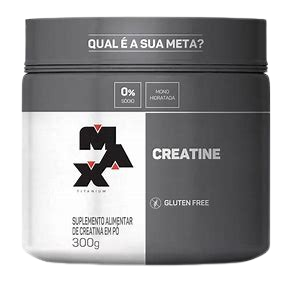 QUAL É A SUA META?
0%
SÓDIO
MONO
HIDRATADA
MAX
TITANIUM
CREATINE
GLUTEN FREE
SUPLEMENTO ALIMENTAR
DE CREATINA EM PÓ
300g